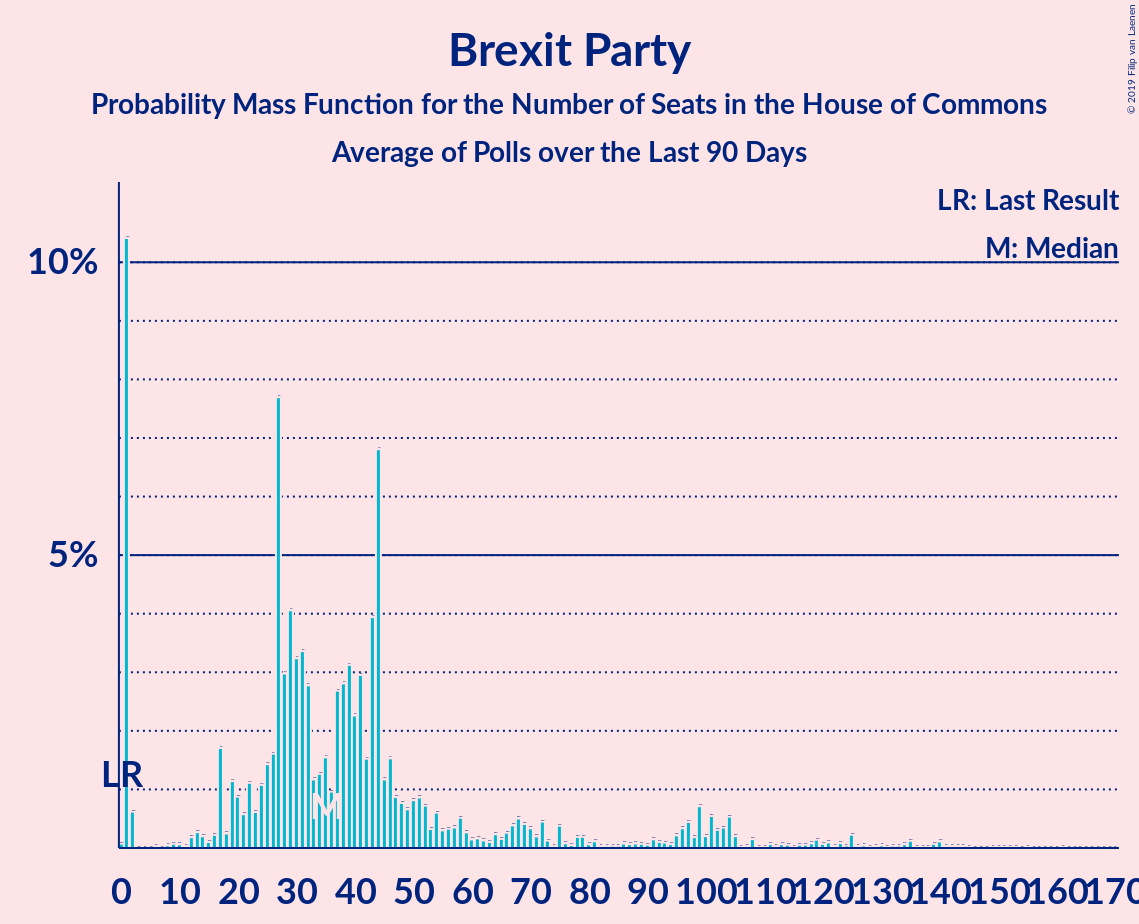 Brexit Party
Probability Mass Function for the Number of Seats in the House of Commons
Average of Polls over the Last 90 Days
© 2019 Filip van Laenen
LR: Last Result
M: Median
10%
5%
LR
M
0 10 20 30 40 50 60 70 80 90 100 110 120 130 140 150 160 170